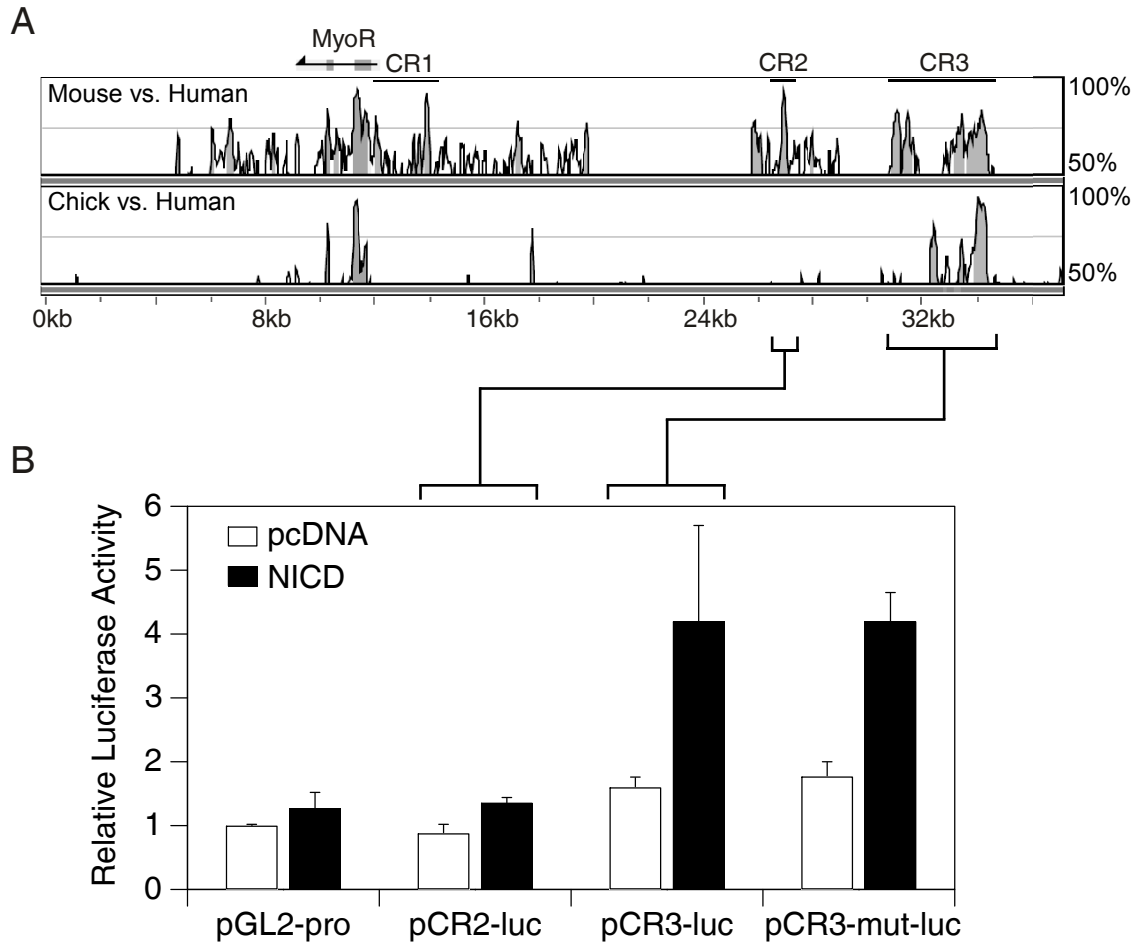 A
MyoR
CR1
CR2
CR3
Mouse vs. Human
100%
50%
Chick vs. Human
100%
50%
0kb 8kb 16kb 24kb 32kb
B
Relative Luciferase Activity
6
5
4
3
2
1
0
pcDNA
NICD
pGL2-pro pCR2-luc pCR3-luc pCR3-mut-luc